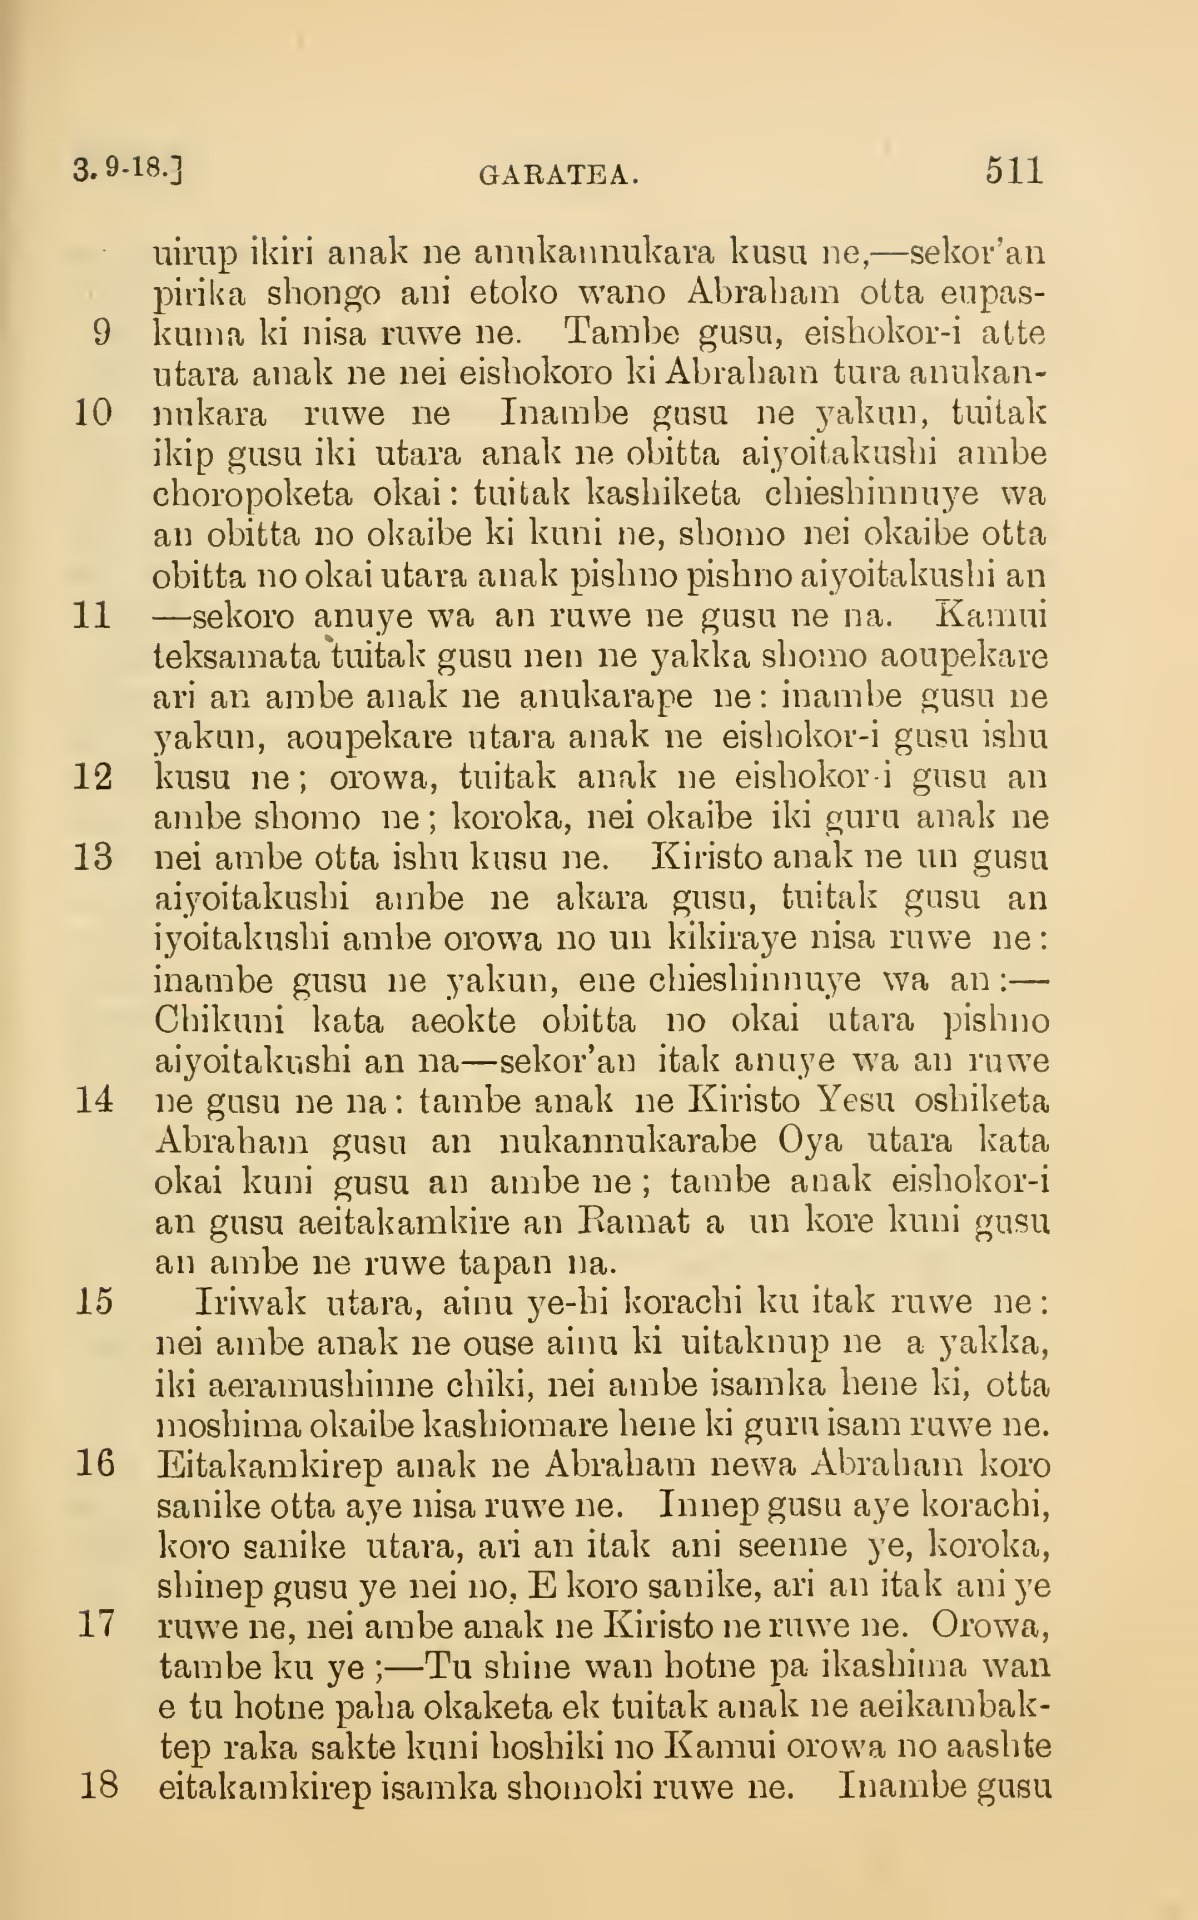 3. 9-18.] GARATEA. 511
uirup ikiri anak ne anukannukara kusu ne,—sekor'an
pirika shongo ani etoko wano Abraham otta eupas-
9 kuma ki nisa ruwe ne. Tambe gusu, eishokor-i atte
utara anak ne nei eishokoro ki Abraham tura anukan-
10 nukara ruwe ne Inambe gusu ne yakun, tuitak
ikip gusu iki utara anak ne obitta aiyoitakushi ambe
choropoketa okai: tuitak kashiketa chieshinnuye wa
an obitta no okaibe ki kuni ne, shomo nei okaibe otta
obitta no okai utara anak pishno pishno aiyoitakushi an
11 —sekoro anuye wa an ruwe ne gusu ne na. Kamui
teksamata tuitak gusu nen ne yakka shomo aoupekare
ari an ambe anak ne anukarape ne: inambe gusu ne
yakun, aoupekare utara anak ne eishokor-i gusu ishu
12 kusu ne; orowa, tuitak anak ne eishokor-i gusu an
ambe shomo ne; koroka, nei okaibe iki guru anak ne
13 nei ambe otta ishu kusu ne. Kiristo anak ne un gusu
aiyoitakushi ambe ne akara gusu, tuitak gusu an
iyoitakushi ambe orowa no un kikiraye nisa ruwe ne:
inambe gusu ne yakun, ene chieshinnuye wa an:—
Chikuni kata aeokte obitta no okai utara pishno
aiyoitakushi an na—sekor'an itak anuye wa an ruwe
14 ne gusu ne na: tambe anak ne Kiristo Yesu oshiketa
Abraham gusu an nukannukarabe Oya utara kata
okai kuni gusu an ambe ne; tambe anak eishokor-i
an gusu aeitakamkire an Ramat a un kore kuni gusu
an ambe ne ruwe tapan na.
15 Iriwak utara, ainu ye-hi korachi ku itak ruwe ne:
nei ambe anak ne ouse ainu ki uitaknup ne a yakka,
iki aeramushinne chiki, nei ambe isamka hene ki, otta
moshima okaibe kashiomare hene ki guru isam ruwe ne.
16 Eitakamkirep anak ne Abraham newa Abraham koro
sanike otta aye nisa ruwe ne. Innep gusu aye korachi,
koro sanike utara, ari an itak ani seenne ye, koroka,
shinep gusu ye nei no, E koro sanike, ari an itak ani ye
17 ruwe ne, nei ambe anak ne Kiristo ne ruwe ne. Orowa,
tambe ku ye;—Tu shine wan hotne pa ikashima wan
e tu hotne paha okaketa ek tuitak anak ne aeikambak-
tep raka sakte kuni hoshiki no Kamui orowa no aashte
18 eitakamkirep isamka shomoki ruwe ne. Inambe gusu